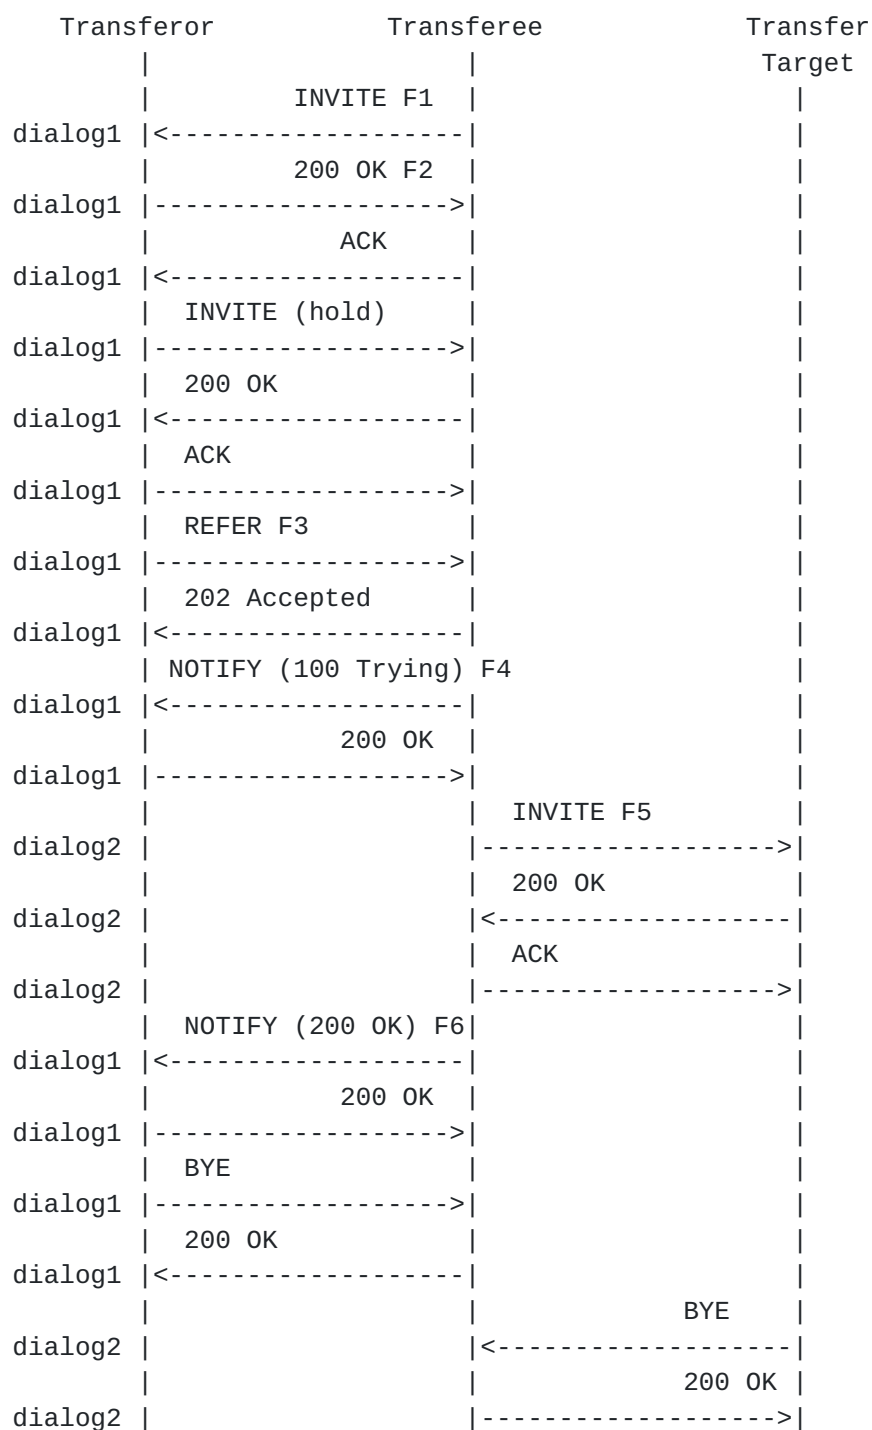 Transferor           Transferee             Transfer
        |                    |                  Target
        |         INVITE F1  |                    |
dialog1 |<-------------------|                    |
        |         200 OK F2  |                    |
dialog1 |------------------->|                    |
        |            ACK     |                    |
dialog1 |<-------------------|                    |
        |  INVITE (hold)     |                    |
dialog1 |------------------->|                    |
        |  200 OK            |                    |
dialog1 |<-------------------|                    |
        |  ACK               |                    |
dialog1 |------------------->|                    |
        |  REFER F3          |                    |
dialog1 |------------------->|                    |
        |  202 Accepted      |                    |
dialog1 |<-------------------|                    |
        | NOTIFY (100 Trying) F4                  |
dialog1 |<-------------------|                    |
        |            200 OK  |                    |
dialog1 |------------------->|                    |
        |                    |  INVITE F5         |
dialog2 |                    |------------------->|
        |                    |  200 OK            |
dialog2 |                    |<-------------------|
        |                    |  ACK               |
dialog2 |                    |------------------->|
        |  NOTIFY (200 OK) F6|                    |
dialog1 |<-------------------|                    |
        |            200 OK  |                    |
dialog1 |------------------->|                    |
        |  BYE               |                    |
dialog1 |------------------->|                    |
        |  200 OK            |                    |
dialog1 |<-------------------|                    |
        |                    |             BYE    |
dialog2 |                    |<-------------------|
        |                    |             200 OK |
dialog2 |                    |------------------->|